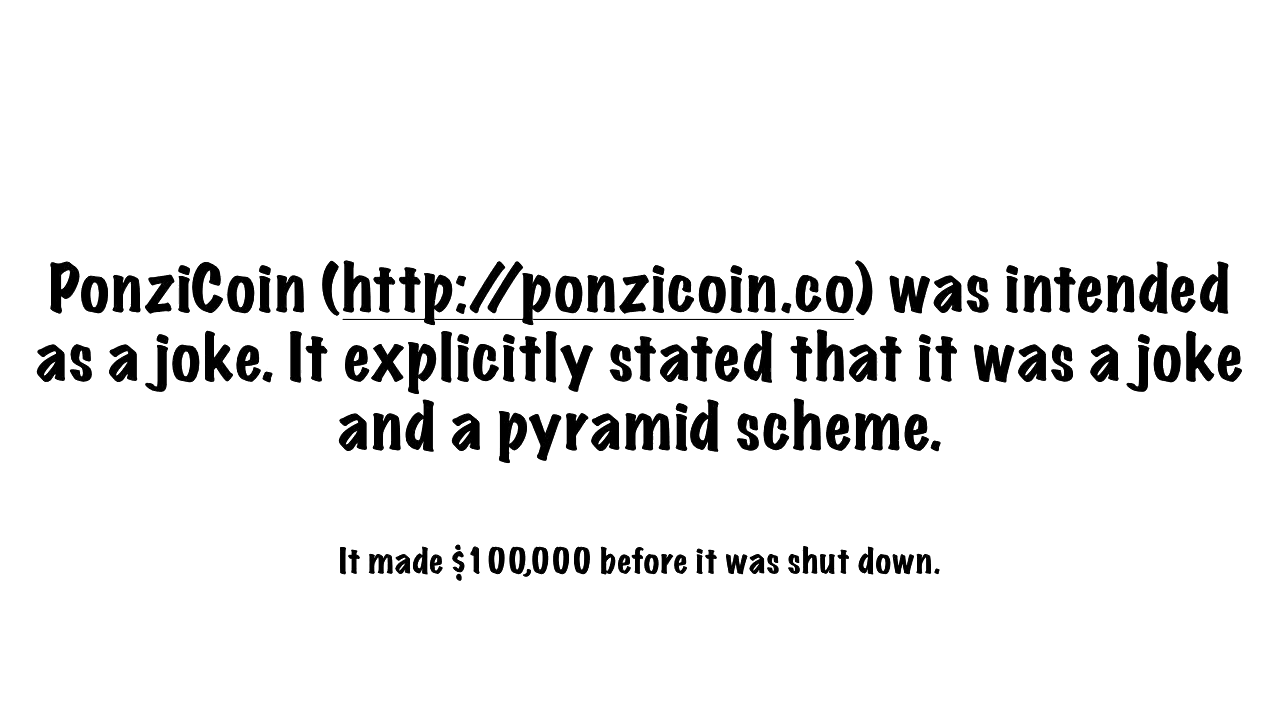 PonziCoin (http://ponzicoin.co) was intended
as a joke. It explicitly stated that it was a joke
and a pyramid scheme.
It made $100,000 before it was shut down.